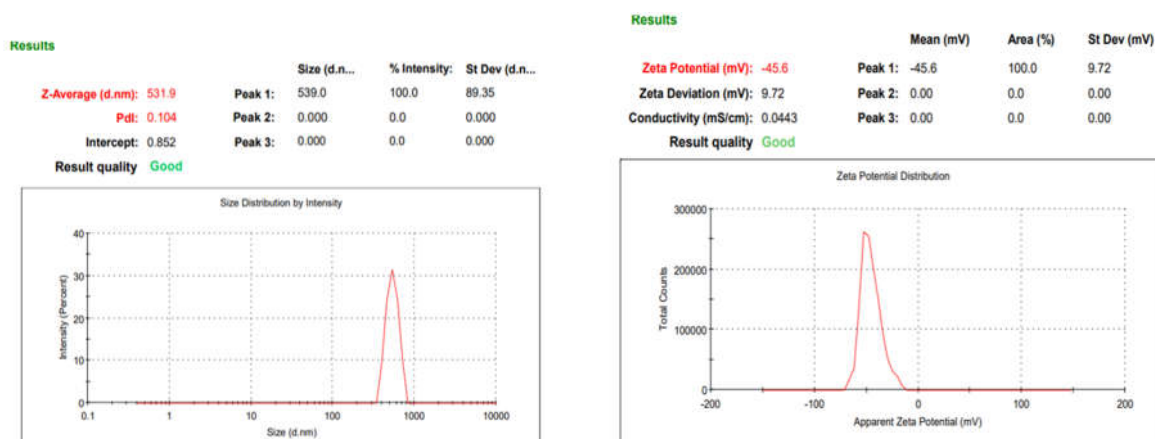 Results
Size (d.n... % Intensity: St Dev (d.n...
Z-Average (d.nm): 531.9 Peak 1: 539.0 100.0 89.35
PdI: 0.104 Peak 2: 0.000 0.0 0.000
Intercept: 0.852 Peak 3: 0.000 0.0 0.000
Result quality Good
Size Distribution by Intensity
Intensity (Percent)
40
30
20
10
0
0.1 1 10 100 1000 10000
Size (d.nm)
Results
Mean (mV) Area (%) St Dev (mV)
Zeta Potential (mV): -45.6 Peak 1: -45.6 100.0 9.72
Zeta Deviation (mV): 9.72 Peak 2: 0.00 0.0 0.00
Conductivity (mS/cm): 0.0443 Peak 3: 0.00 0.0 0.00
Result quality Good
Zeta Potential Distribution
Total Counts
300000
200000
100000
0
-200 -100 0 100 200
Apparent Zeta Potential (mV)